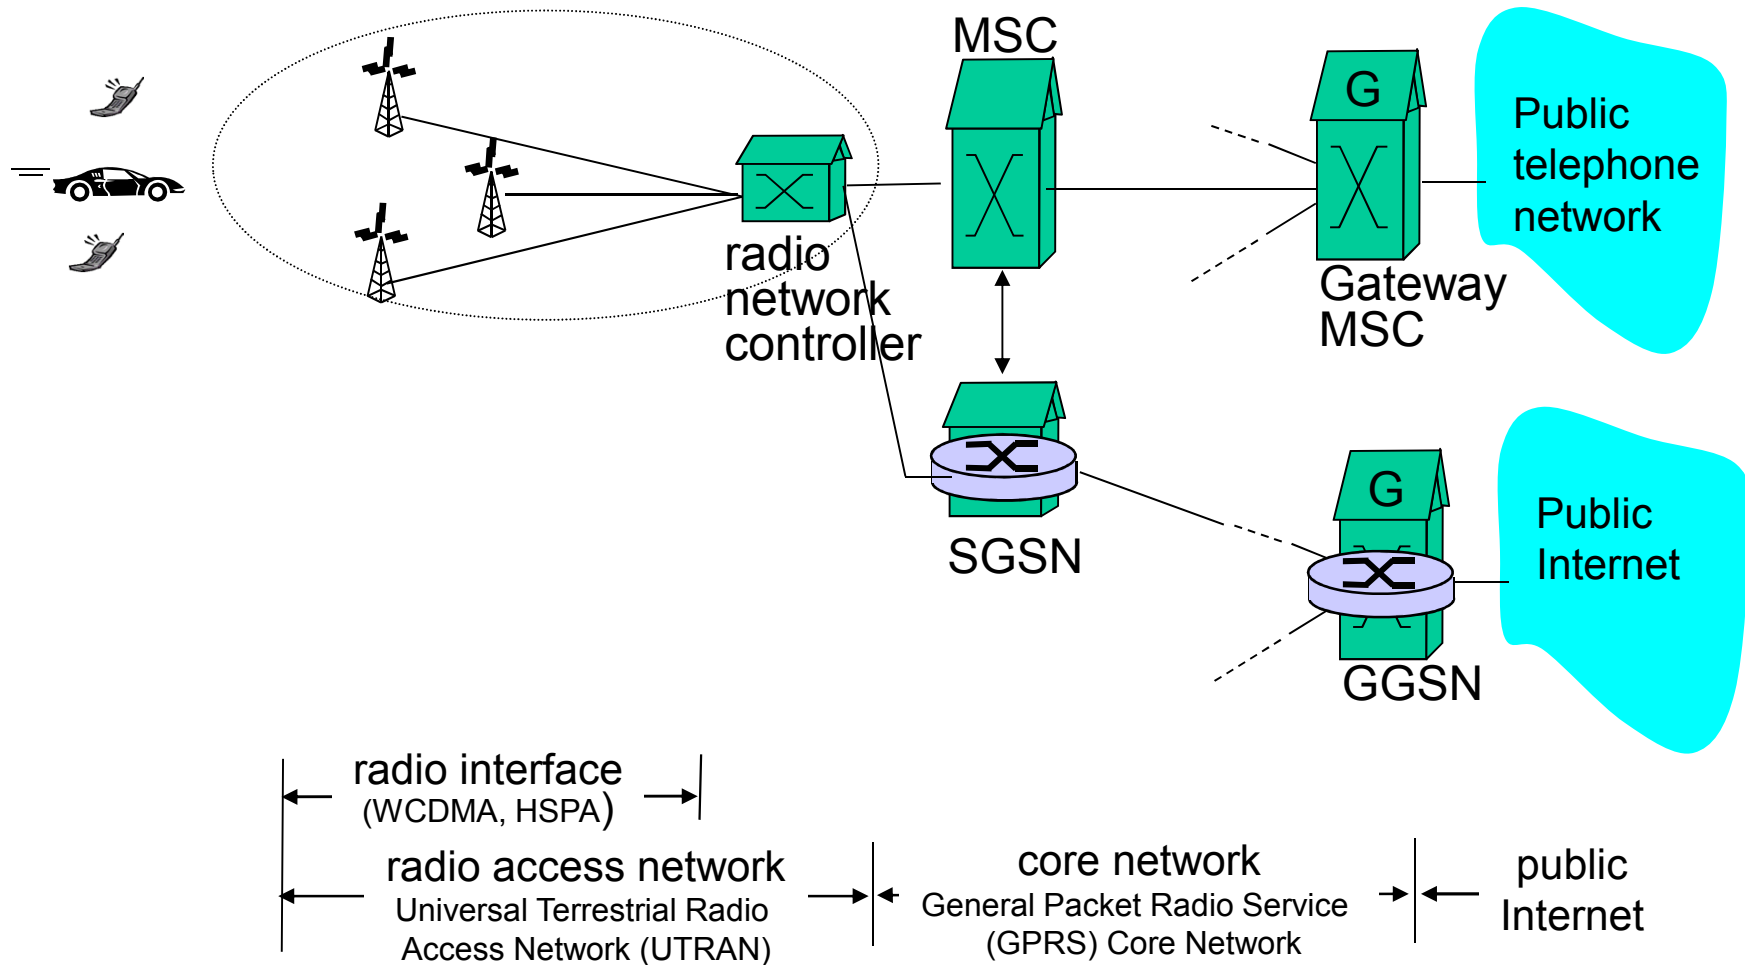 MSC
G
Public
telephone
network
radio
network
controller
Gateway
MSC
G
Public
Internet
SGSN
GGSN
radio interface
(WCDMA, HSPA)
radio access network
Universal Terrestrial Radio
Access Network (UTRAN)
core network
General Packet Radio Service
(GPRS) Core Network
public
Internet